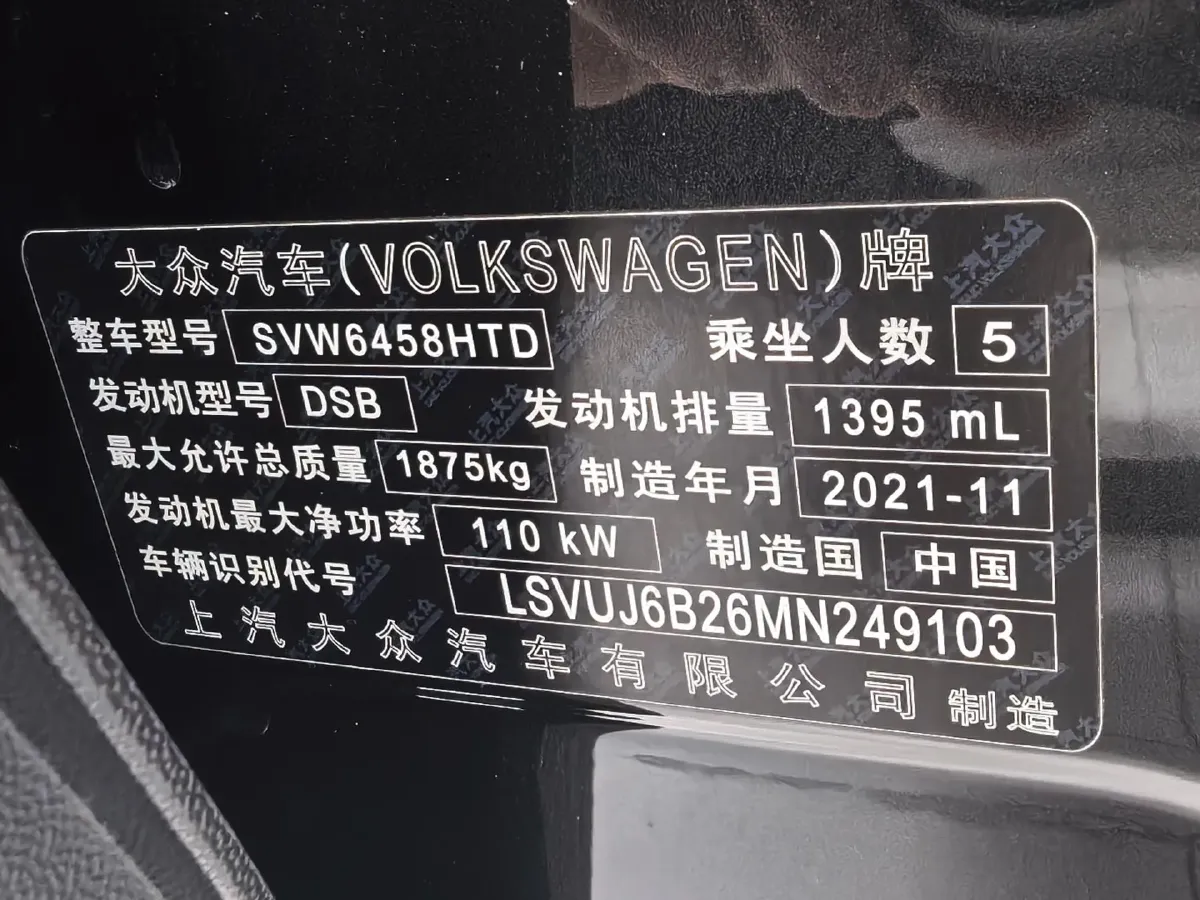 大众汽车(VOLKSWAGEN)牌
整车型号 SVW6458HTD 乘坐人数 5
发动机型号 DSB 发动机排量 1395 mL
最大允许总质量 1875kg 制造年月 2021-11
发动机最大净功率 110 kW 制造国 中国
车辆识别代号 LSVUJ6B26MN249103
上汽大众汽车有限公司制造